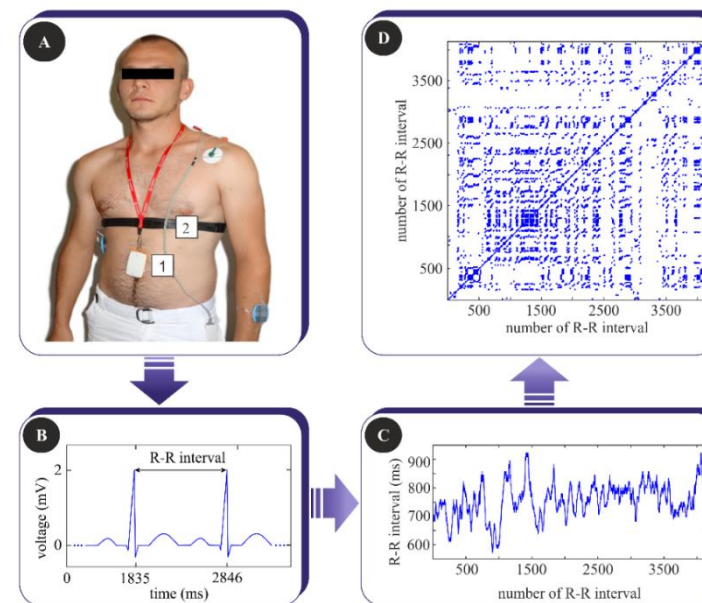 A
2
1
B
R-R interval
voltage (mV)
2
0
0
1835
2846
time (ms)
C
R-R interval (ms)
900
800
700
600
500
1500
2500
3500
number of R-R interval
D
number of R-R interval
3500
2500
1500
500
500
1500
2500
3500
number of R-R interval